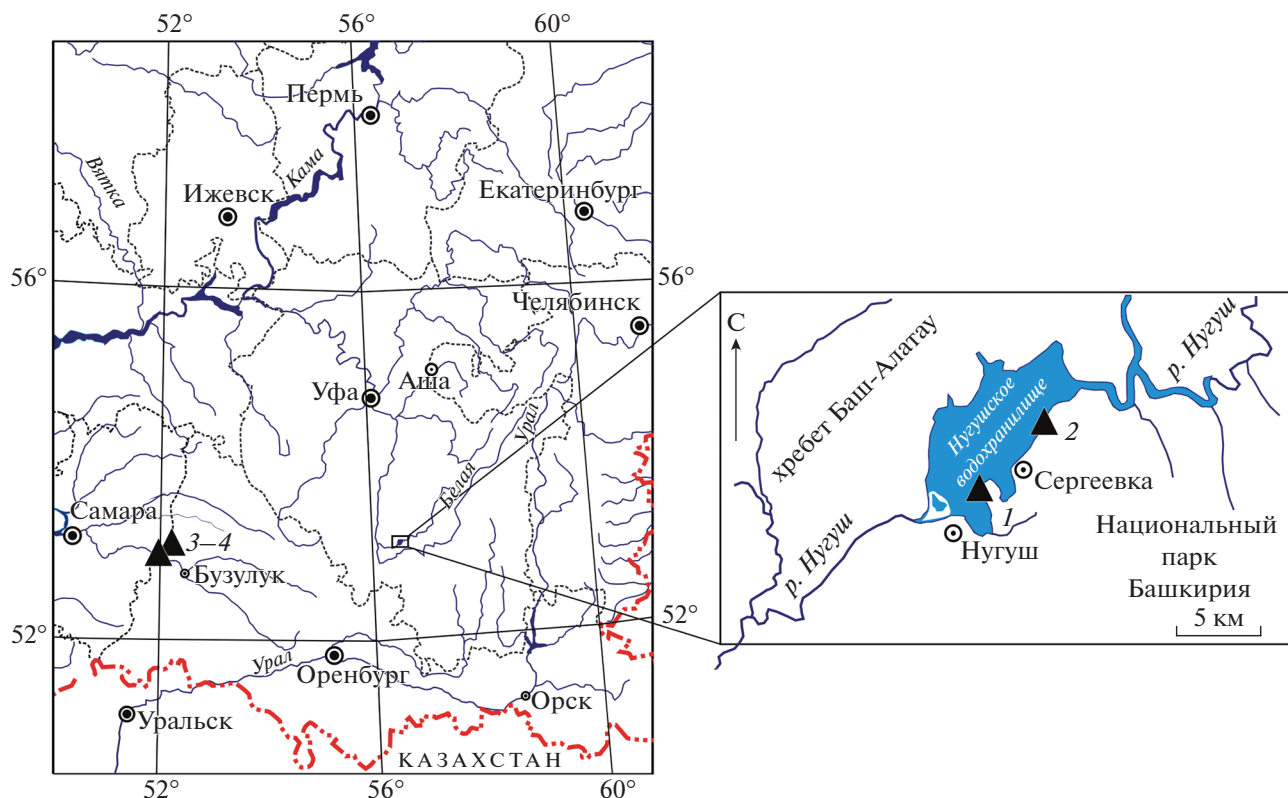 52°
56°
60°
Пермь
Вятка
Кама
Ижевск
Екатеринбург
56°
56°
Челябинск
Аша
Уфа
Урал
Белая
Самара
3–4
Бузулук
52°
52°
Урал
Оренбург
Орск
Уральск
КАЗАХСТАН
52°
56°
60°
С
хребет Баш-Алатау
р. Нугуш
Нугушское
водохранилище
2
Сергеевка
1
Нугуш
р. Нугуш
Национальный
парк
Башкирия
5 км